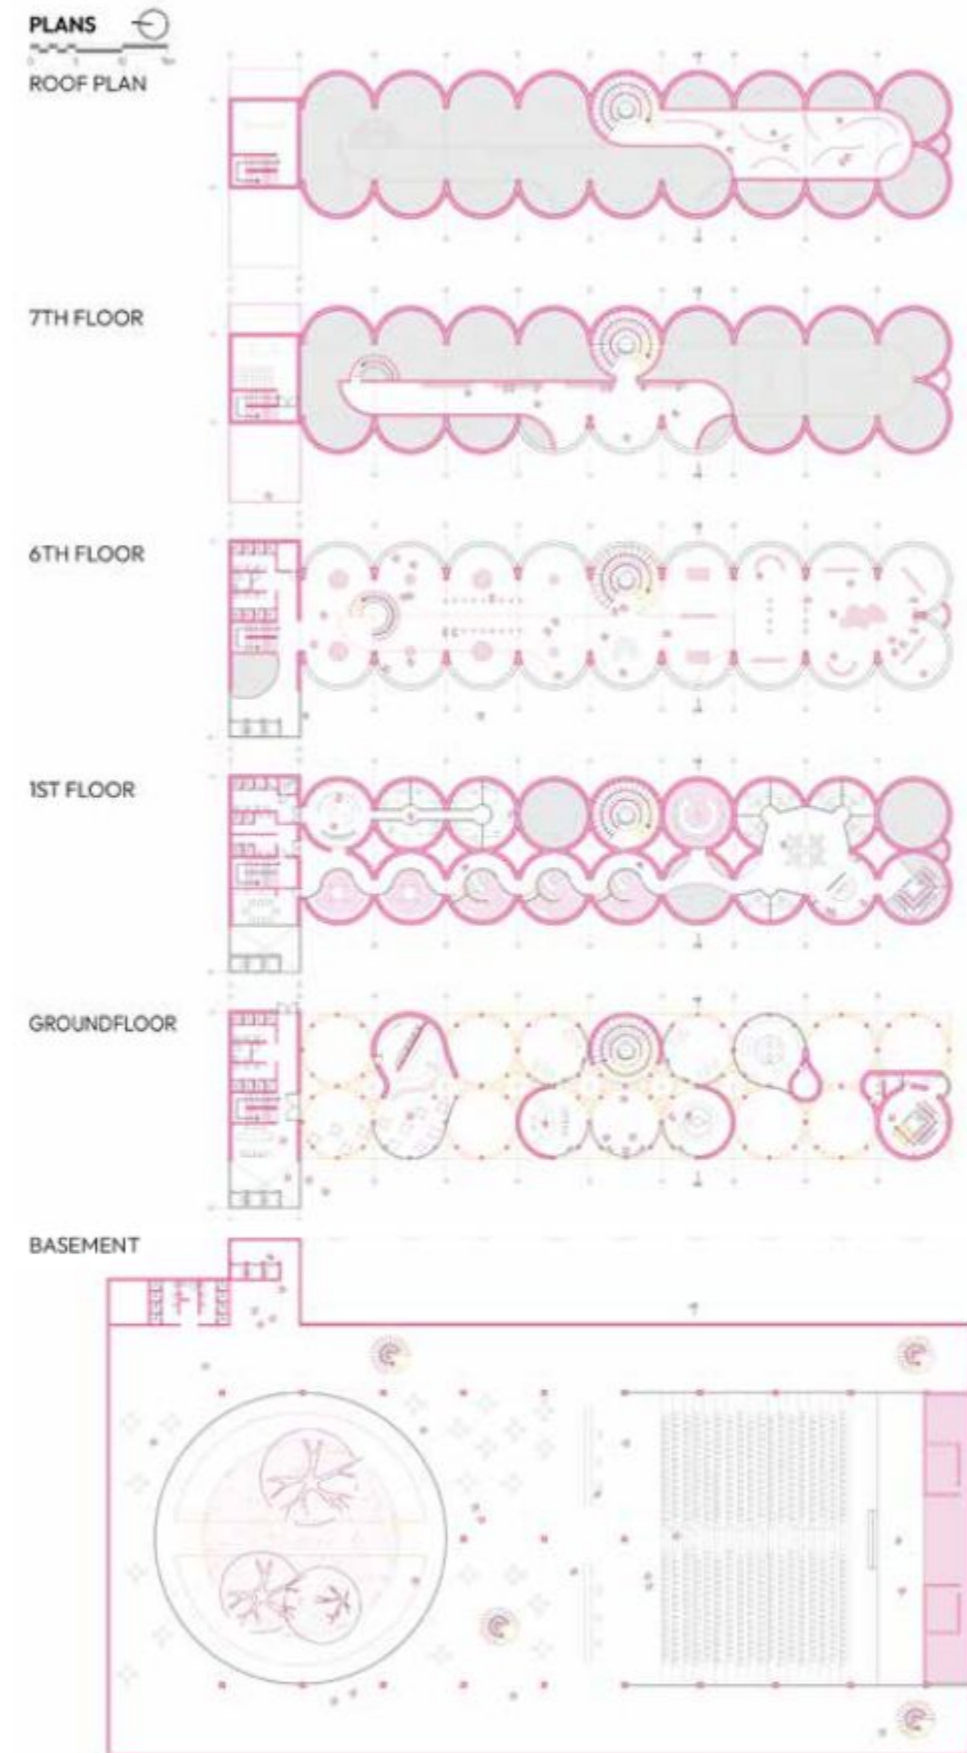 PLANS
ROOF PLAN
7TH FLOOR
6TH FLOOR
1ST FLOOR
GROUNDFLOOR
BASEMENT